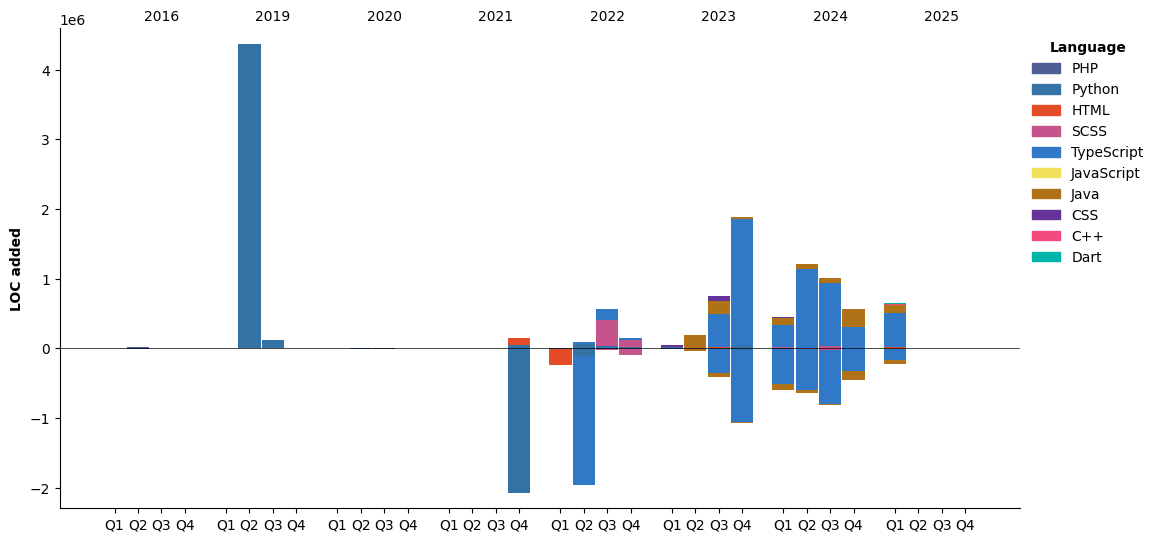 2016 2019 2020 2021 2022 2023 2024 2025
1e6
LOC added
4
3
2
1
0
−1
−2
Q1 Q2 Q3 Q4 Q1 Q2 Q3 Q4 Q1 Q2 Q3 Q4 Q1 Q2 Q3 Q4 Q1 Q2 Q3 Q4 Q1 Q2 Q3 Q4 Q1 Q2 Q3 Q4 Q1 Q2 Q3 Q4
Language
PHP
Python
HTML
SCSS
TypeScript
JavaScript
Java
CSS
C++
Dart